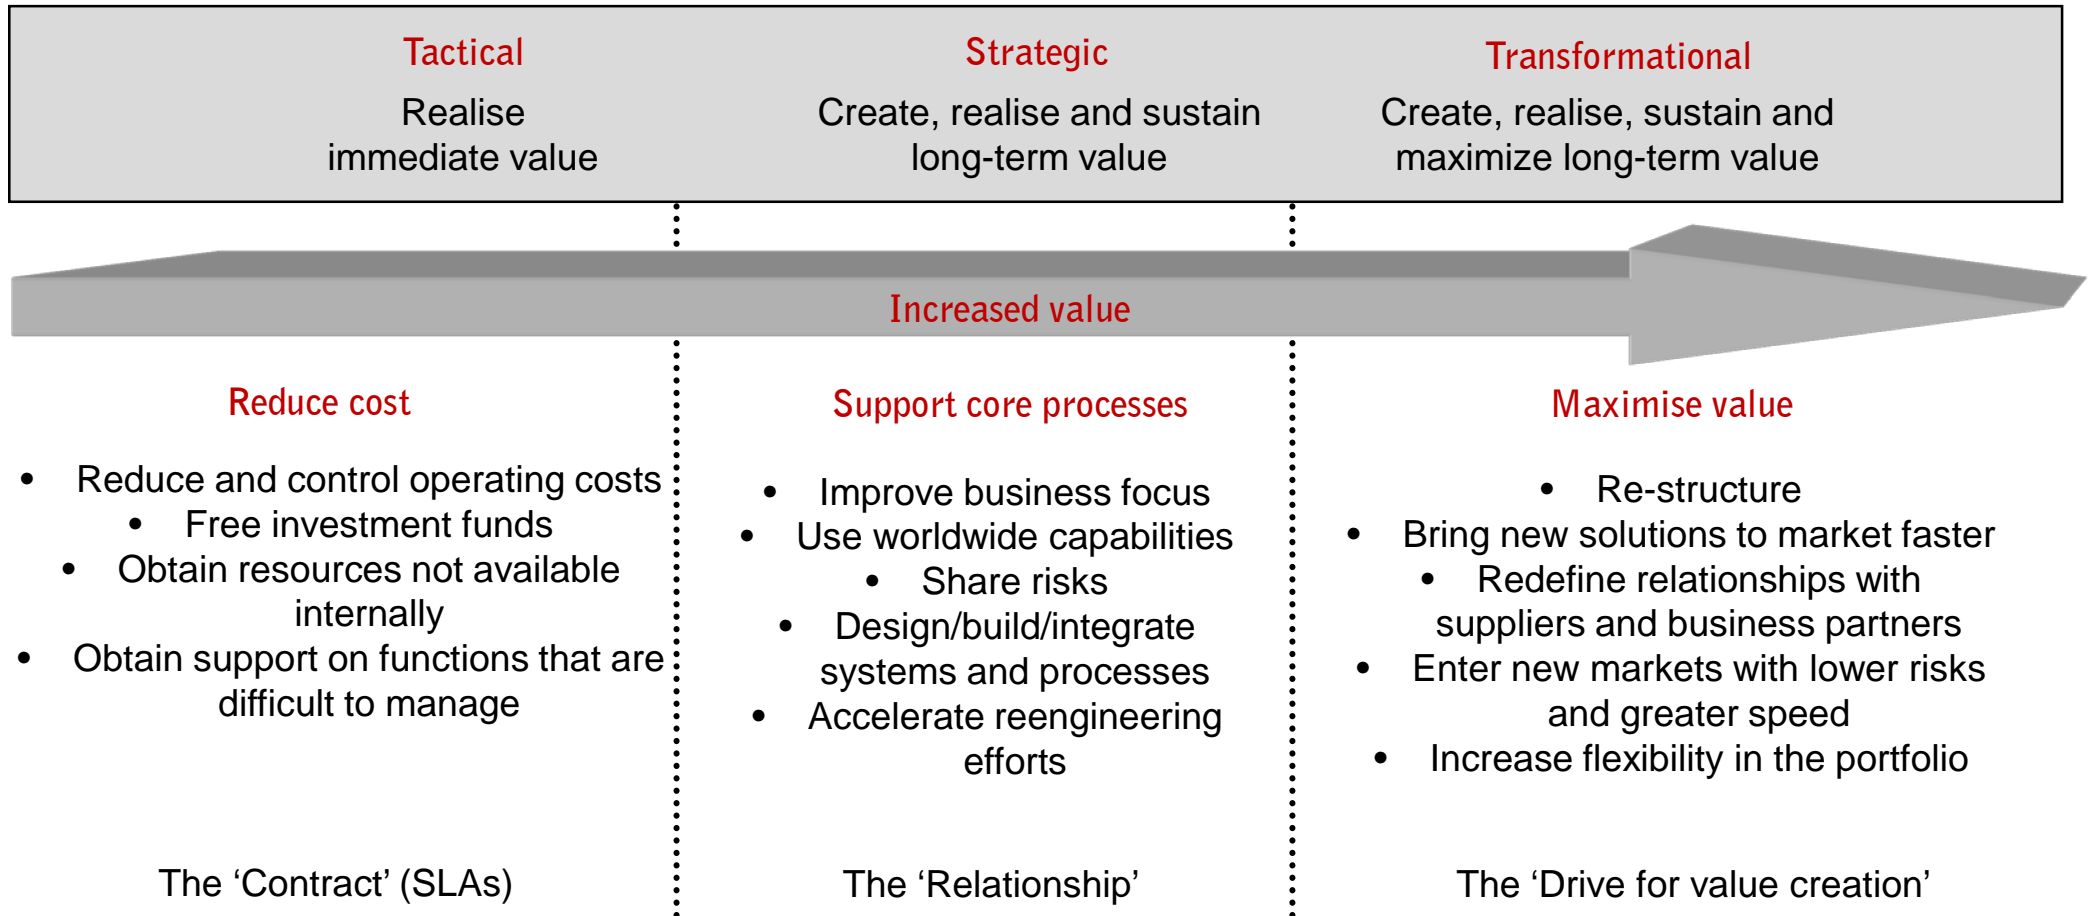 Tactical
Realise
immediate value
Strategic
Create, realise and sustain
long-term value
Transformational
Create, realise, sustain and
maximize long-term value
Increased value
Reduce cost
• Reduce and control operating costs
• Free investment funds
• Obtain resources not available
internally
• Obtain support on functions that are
difficult to manage
The ‘Contract’ (SLAs)
Support core processes
• Improve business focus
• Use worldwide capabilities
• Share risks
• Design/build/integrate
systems and processes
• Accelerate reengineering
efforts
The ‘Relationship’
Maximise value
• Re-structure
• Bring new solutions to market faster
• Redefine relationships with
suppliers and business partners
• Enter new markets with lower risks
and greater speed
• Increase flexibility in the portfolio
The ‘Drive for value creation’